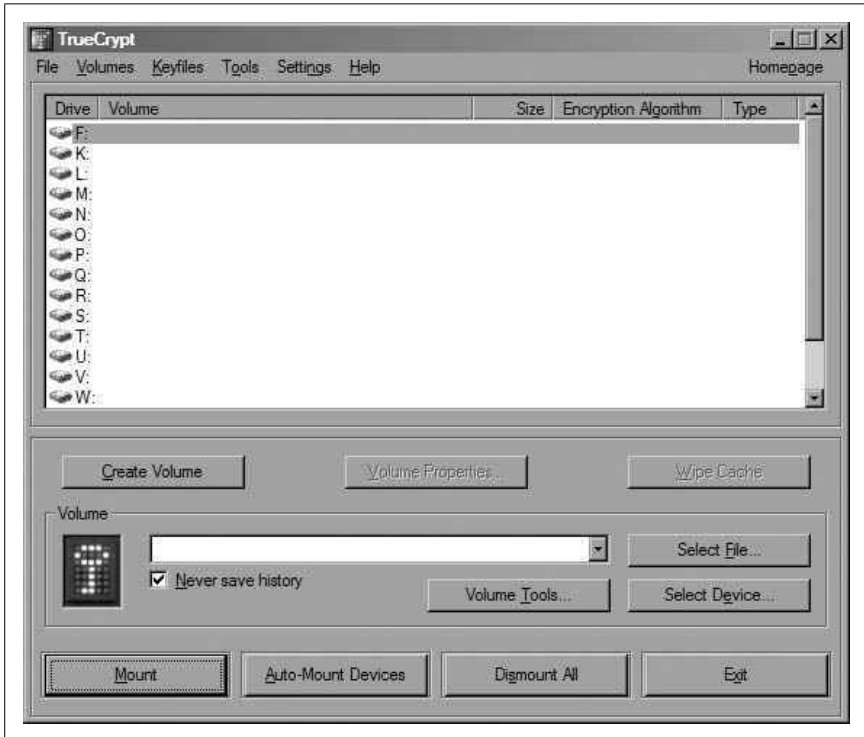 TrueCrypt
File Volumes Keyfiles Tools Settings Help Homepage
Drive Volume Size Encryption Algorithm Type
F:
K:
L:
M:
N:
O:
P:
Q:
R:
S:
T:
U:
V:
W:
Create Volume Volume Properties... Wipe Cache
Volume
Select File...
Never save history
Volume Tools... Select Device...
Mount Auto-Mount Devices Dismount All Exit